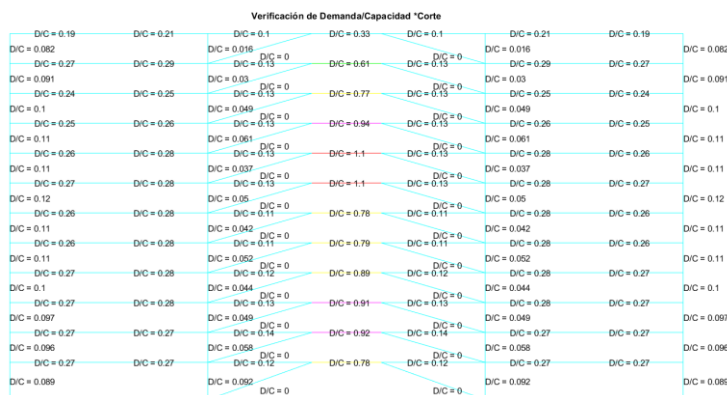 Verificación de Demanda/Capacidad *Corte
D/C = 0.19 D/C = 0.21 D/C = 0.1 D/C = 0.33 D/C = 0.1 D/C = 0.21 D/C = 0.19
D/C = 0.082 D/C = 0.016 D/C = 0 D/C = 0 D/C = 0.016 D/C = 0.082
D/C = 0.27 D/C = 0.29 D/C = 0.13 D/C = 0.61 D/C = 0.13 D/C = 0.29 D/C = 0.27
D/C = 0.091 D/C = 0.03 D/C = 0 D/C = 0 D/C = 0.03 D/C = 0.091
D/C = 0.24 D/C = 0.25 D/C = 0.13 D/C = 0.77 D/C = 0.13 D/C = 0.25 D/C = 0.24
D/C = 0.1 D/C = 0.049 D/C = 0 D/C = 0 D/C = 0.049 D/C = 0.1
D/C = 0.25 D/C = 0.26 D/C = 0.13 D/C = 0.94 D/C = 0.13 D/C = 0.26 D/C = 0.25
D/C = 0.11 D/C = 0.061 D/C = 0 D/C = 0 D/C = 0.061 D/C = 0.11
D/C = 0.26 D/C = 0.28 D/C = 0.13 D/C = 1.1 D/C = 0.13 D/C = 0.28 D/C = 0.26
D/C = 0.11 D/C = 0.037 D/C = 0 D/C = 0 D/C = 0.037 D/C = 0.11
D/C = 0.27 D/C = 0.28 D/C = 0.13 D/C = 1.1 D/C = 0.13 D/C = 0.28 D/C = 0.27
D/C = 0.12 D/C = 0.05 D/C = 0 D/C = 0 D/C = 0.05 D/C = 0.12
D/C = 0.26 D/C = 0.28 D/C = 0.11 D/C = 0.78 D/C = 0.11 D/C = 0.28 D/C = 0.26
D/C = 0.11 D/C = 0.042 D/C = 0 D/C = 0 D/C = 0.042 D/C = 0.11
D/C = 0.26 D/C = 0.28 D/C = 0.11 D/C = 0.79 D/C = 0.11 D/C = 0.28 D/C = 0.26
D/C = 0.11 D/C = 0.052 D/C = 0 D/C = 0 D/C = 0.052 D/C = 0.11
D/C = 0.27 D/C = 0.28 D/C = 0.12 D/C = 0.89 D/C = 0.12 D/C = 0.28 D/C = 0.27
D/C = 0.1 D/C = 0.044 D/C = 0 D/C = 0 D/C = 0.044 D/C = 0.1
D/C = 0.27 D/C = 0.28 D/C = 0.13 D/C = 0.91 D/C = 0.13 D/C = 0.28 D/C = 0.27
D/C = 0.097 D/C = 0.049 D/C = 0 D/C = 0 D/C = 0.049 D/C = 0.097
D/C = 0.27 D/C = 0.27 D/C = 0.14 D/C = 0.92 D/C = 0.14 D/C = 0.27 D/C = 0.27
D/C = 0.096 D/C = 0.058 D/C = 0 D/C = 0 D/C = 0.058 D/C = 0.096
D/C = 0.27 D/C = 0.27 D/C = 0.12 D/C = 0.78 D/C = 0.12 D/C = 0.27 D/C = 0.27
D/C = 0.089 D/C = 0.092 D/C = 0 D/C = 0 D/C = 0.092 D/C = 0.089